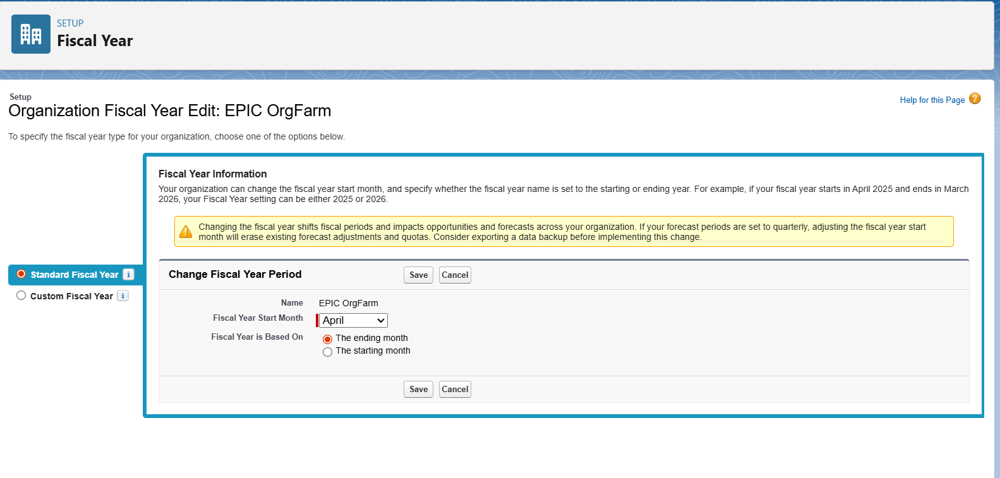 SETUP
Fiscal Year
Setup
Organization Fiscal Year Edit: EPIC OrgFarm
Help for this Page ?
To specify the fiscal year type for your organization, choose one of the options below.
Fiscal Year Information
Your organization can change the fiscal year start month, and specify whether the fiscal year name is set to the starting or ending year. For example, if your fiscal year starts in April 2025 and ends in March
2026, your Fiscal Year setting can be either 2025 or 2026.
Changing the fiscal year shifts fiscal periods and impacts opportunities and forecasts across your organization. If your forecast periods are set to quarterly, adjusting the fiscal year start
month will erase existing forecast adjustments and quotas. Consider exporting a data backup before implementing this change.
Standard Fiscal Year i
Custom Fiscal Year i
Change Fiscal Year Period Save Cancel
Name EPIC OrgFarm
Fiscal Year Start Month April
Fiscal Year is Based On The ending month
The starting month
Save Cancel